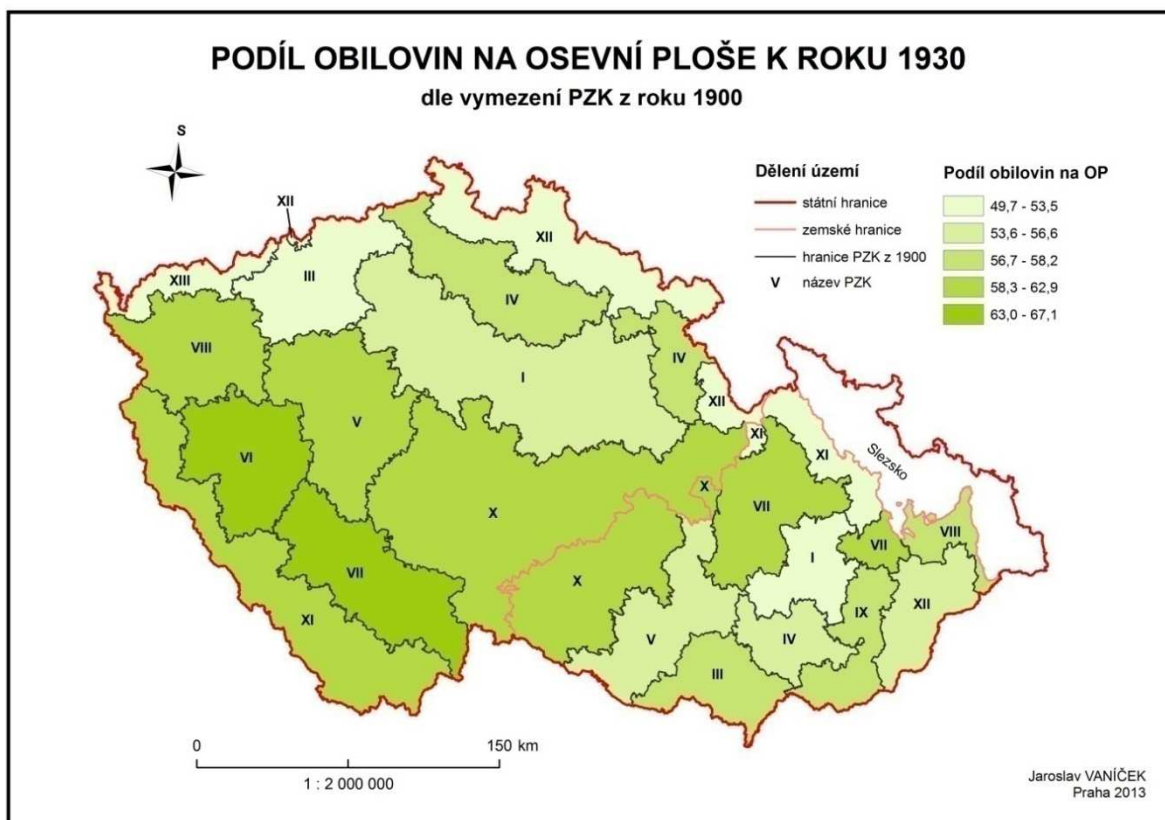 PODÍL OBILOVIN NA OSEVNÍ PLOŠE K ROKU 1930
dle vymezení PZK z roku 1900
S
Dělení území
státní hranice
zemské hranice
hranice PZK z 1900
V název PZK
Podíl obilovin na OP
49,7 - 53,5
53,6 - 56,6
56,7 - 58,2
58,3 - 62,9
63,0 - 67,1
XII
XII
XIII
III
IV
VIII
I
IV
XII
V
XI
VI
XI
Slezsko
X
X
VII
VII
VIII
I
VII
X
IX
XII
XI
V
IV
III
0 150 km
1 : 2 000 000
Jaroslav VANÍČEK
Praha 2013